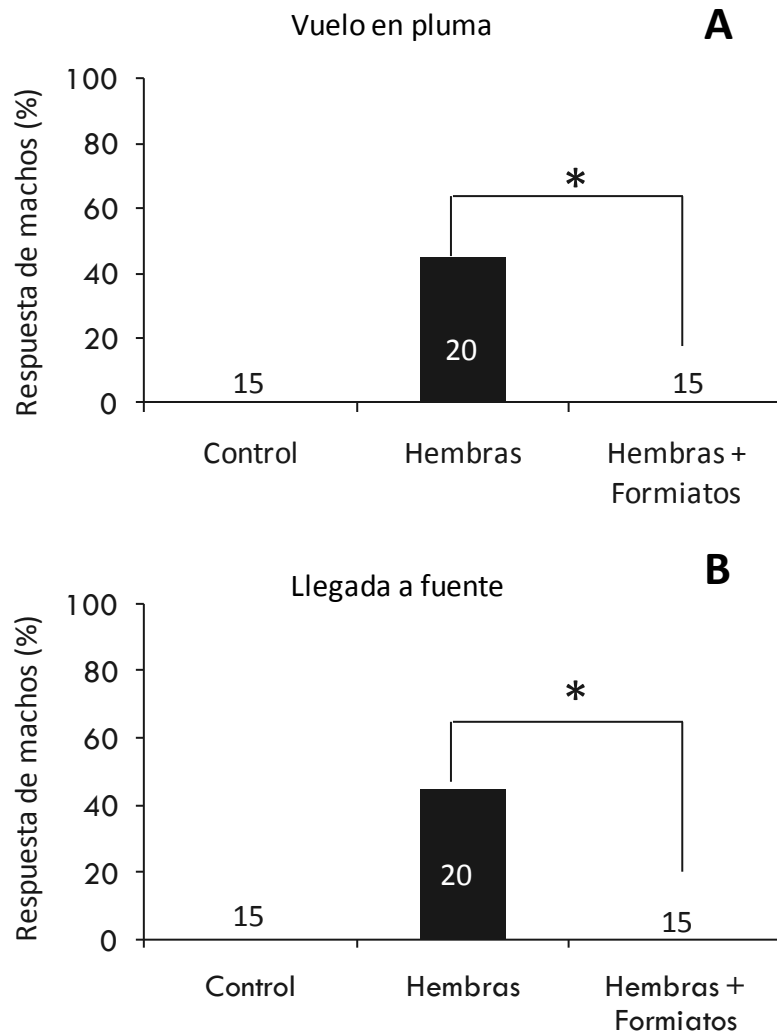 Vuelo en pluma
A
Respuesta de machos (%)
100
80
60
40
20
0
*
15
20
15
Control
Hembras
Hembras +
Formiatos
Llegada a fuente
B
Respuesta de machos (%)
100
80
60
40
20
0
*
15
20
15
Control
Hembras
Hembras +
Formiatos